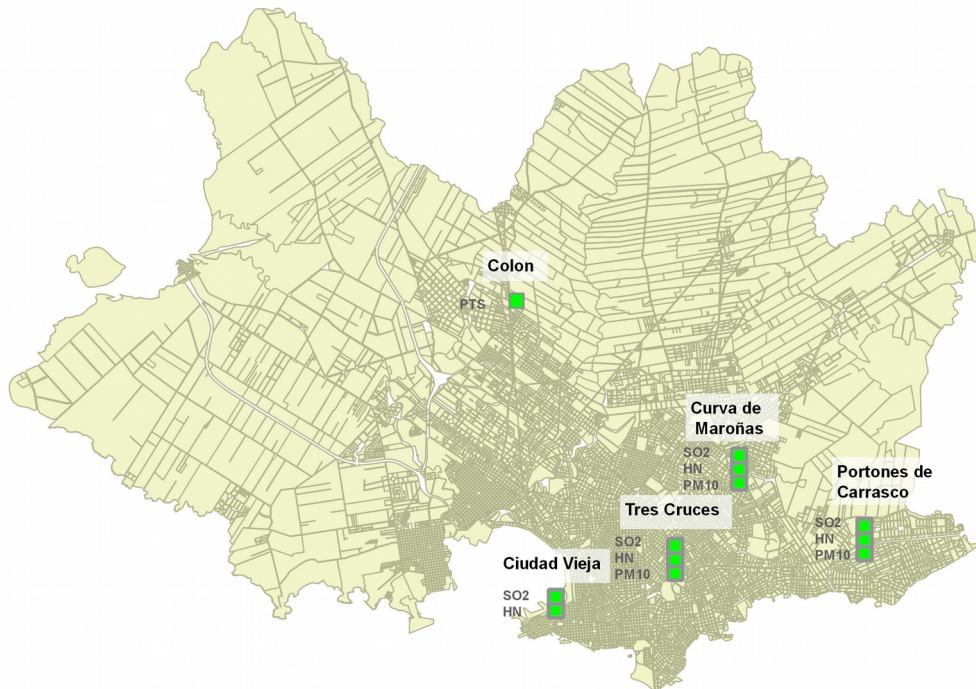 Colon
PTS
Curva de
Maroñas
SO2
HN
PM10
Portones de
Carrasco
SO2
HN
PM10
Tres Cruces
SO2
HN
PM10
Ciudad Vieja
SO2
HN